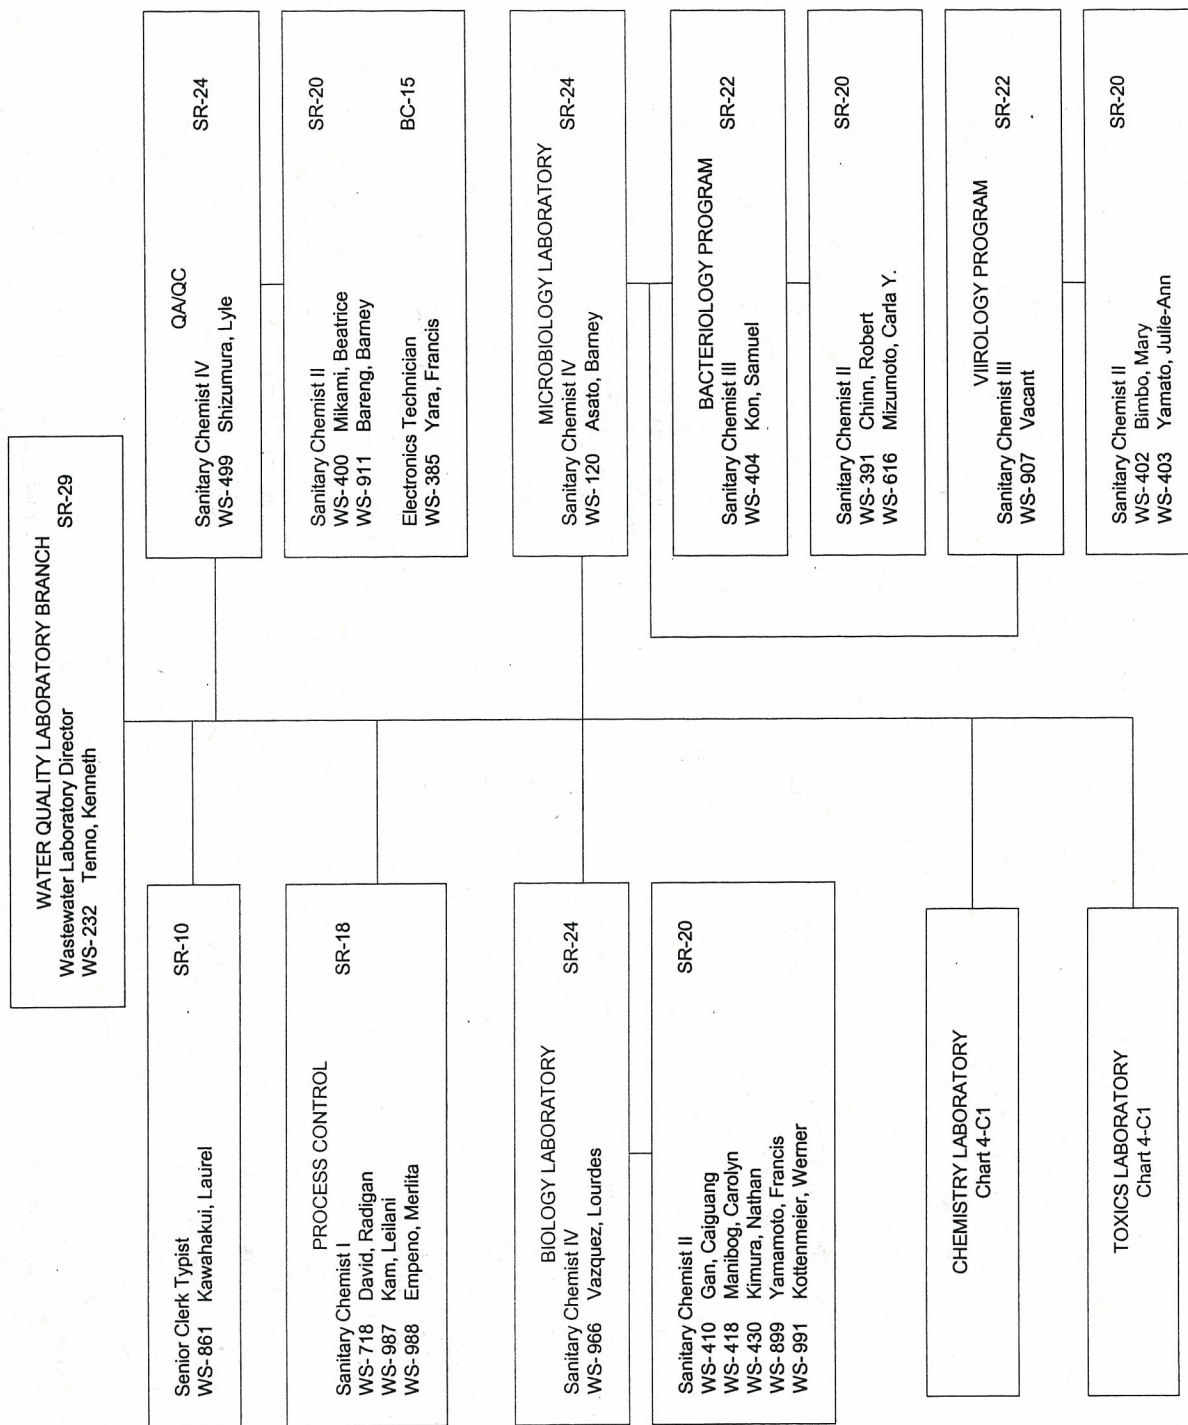 WATER QUALITY LABORATORY BRANCH
Wastewater Laboratory Director SR-29
WS-232 Tenno, Kenneth
Senior Clerk Typist SR-10
WS-861 Kawahakui, Laurel
PROCESS CONTROL
Sanitary Chemist I SR-18
WS-718 David, Radigan
WS-987 Kam, Leilani
WS-988 Empeno, Merlita
BIOLOGY LABORATORY
Sanitary Chemist IV SR-24
WS-966 Vazquez, Lourdes
Sanitary Chemist II SR-20
WS-410 Gan, Caiguang
WS-418 Manibog, Carolyn
WS-430 Kimura, Nathan
WS-899 Yamamoto, Francis
WS-991 Kottenmeier, Werner
CHEMISTRY LABORATORY
Chart 4-C1
TOXICS LABORATORY
Chart 4-C1
QA/QC
Sanitary Chemist IV SR-24
WS-499 Shizumura, Lyle
Sanitary Chemist II SR-20
WS-400 Mikami, Beatrice
WS-911 Bareng, Barney
Electronics Technician BC-15
WS-385 Yara, Francis
MICROBIOLOGY LABORATORY
Sanitary Chemist IV SR-24
WS-120 Asato, Barney
BACTERIOLOGY PROGRAM
Sanitary Chemist III SR-22
WS-404 Kon, Samuel
Sanitary Chemist II SR-20
WS-391 Chinn, Robert
WS-616 Mizumoto, Carla Y.
VIIROLOGY PROGRAM
Sanitary Chemist III SR-22
WS-907 Vacant
Sanitary Chemist II SR-20
WS-402 Bimbo, Mary
WS-403 Yamato, Julie-Ann